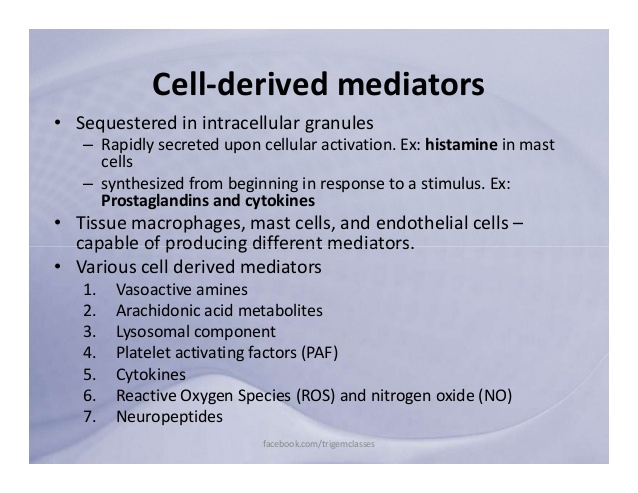 Cell-derived mediators
• Sequestered in intracellular granules
– Rapidly secreted upon cellular activation. Ex: histamine in mast
cells
– synthesized from beginning in response to a stimulus. Ex:
Prostaglandins and cytokines
• Tissue macrophages, mast cells, and endothelial cells –
capable of producing different mediators.
• Various cell derived mediators
1. Vasoactive amines
2. Arachidonic acid metabolites
3. Lysosomal component
4. Platelet activating factors (PAF)
5. Cytokines
6. Reactive Oxygen Species (ROS) and nitrogen oxide (NO)
7. Neuropeptides
facebook.com/trigemclasses